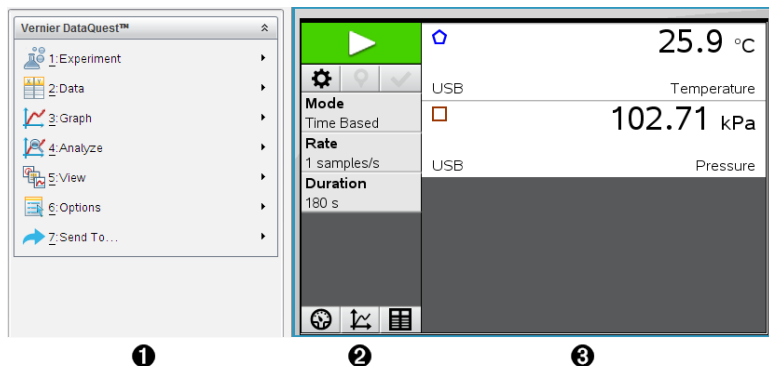 Vernier DataQuest™
1:Experiment
2:Data
3:Graph
4:Analyze
5:View
6:Options
7:Send To...
Mode
Time Based
Rate
1 samples/s
Duration
180 s
25.9 °C
USB Temperature
102.71 kPa
USB Pressure
❶ ❷ ❸